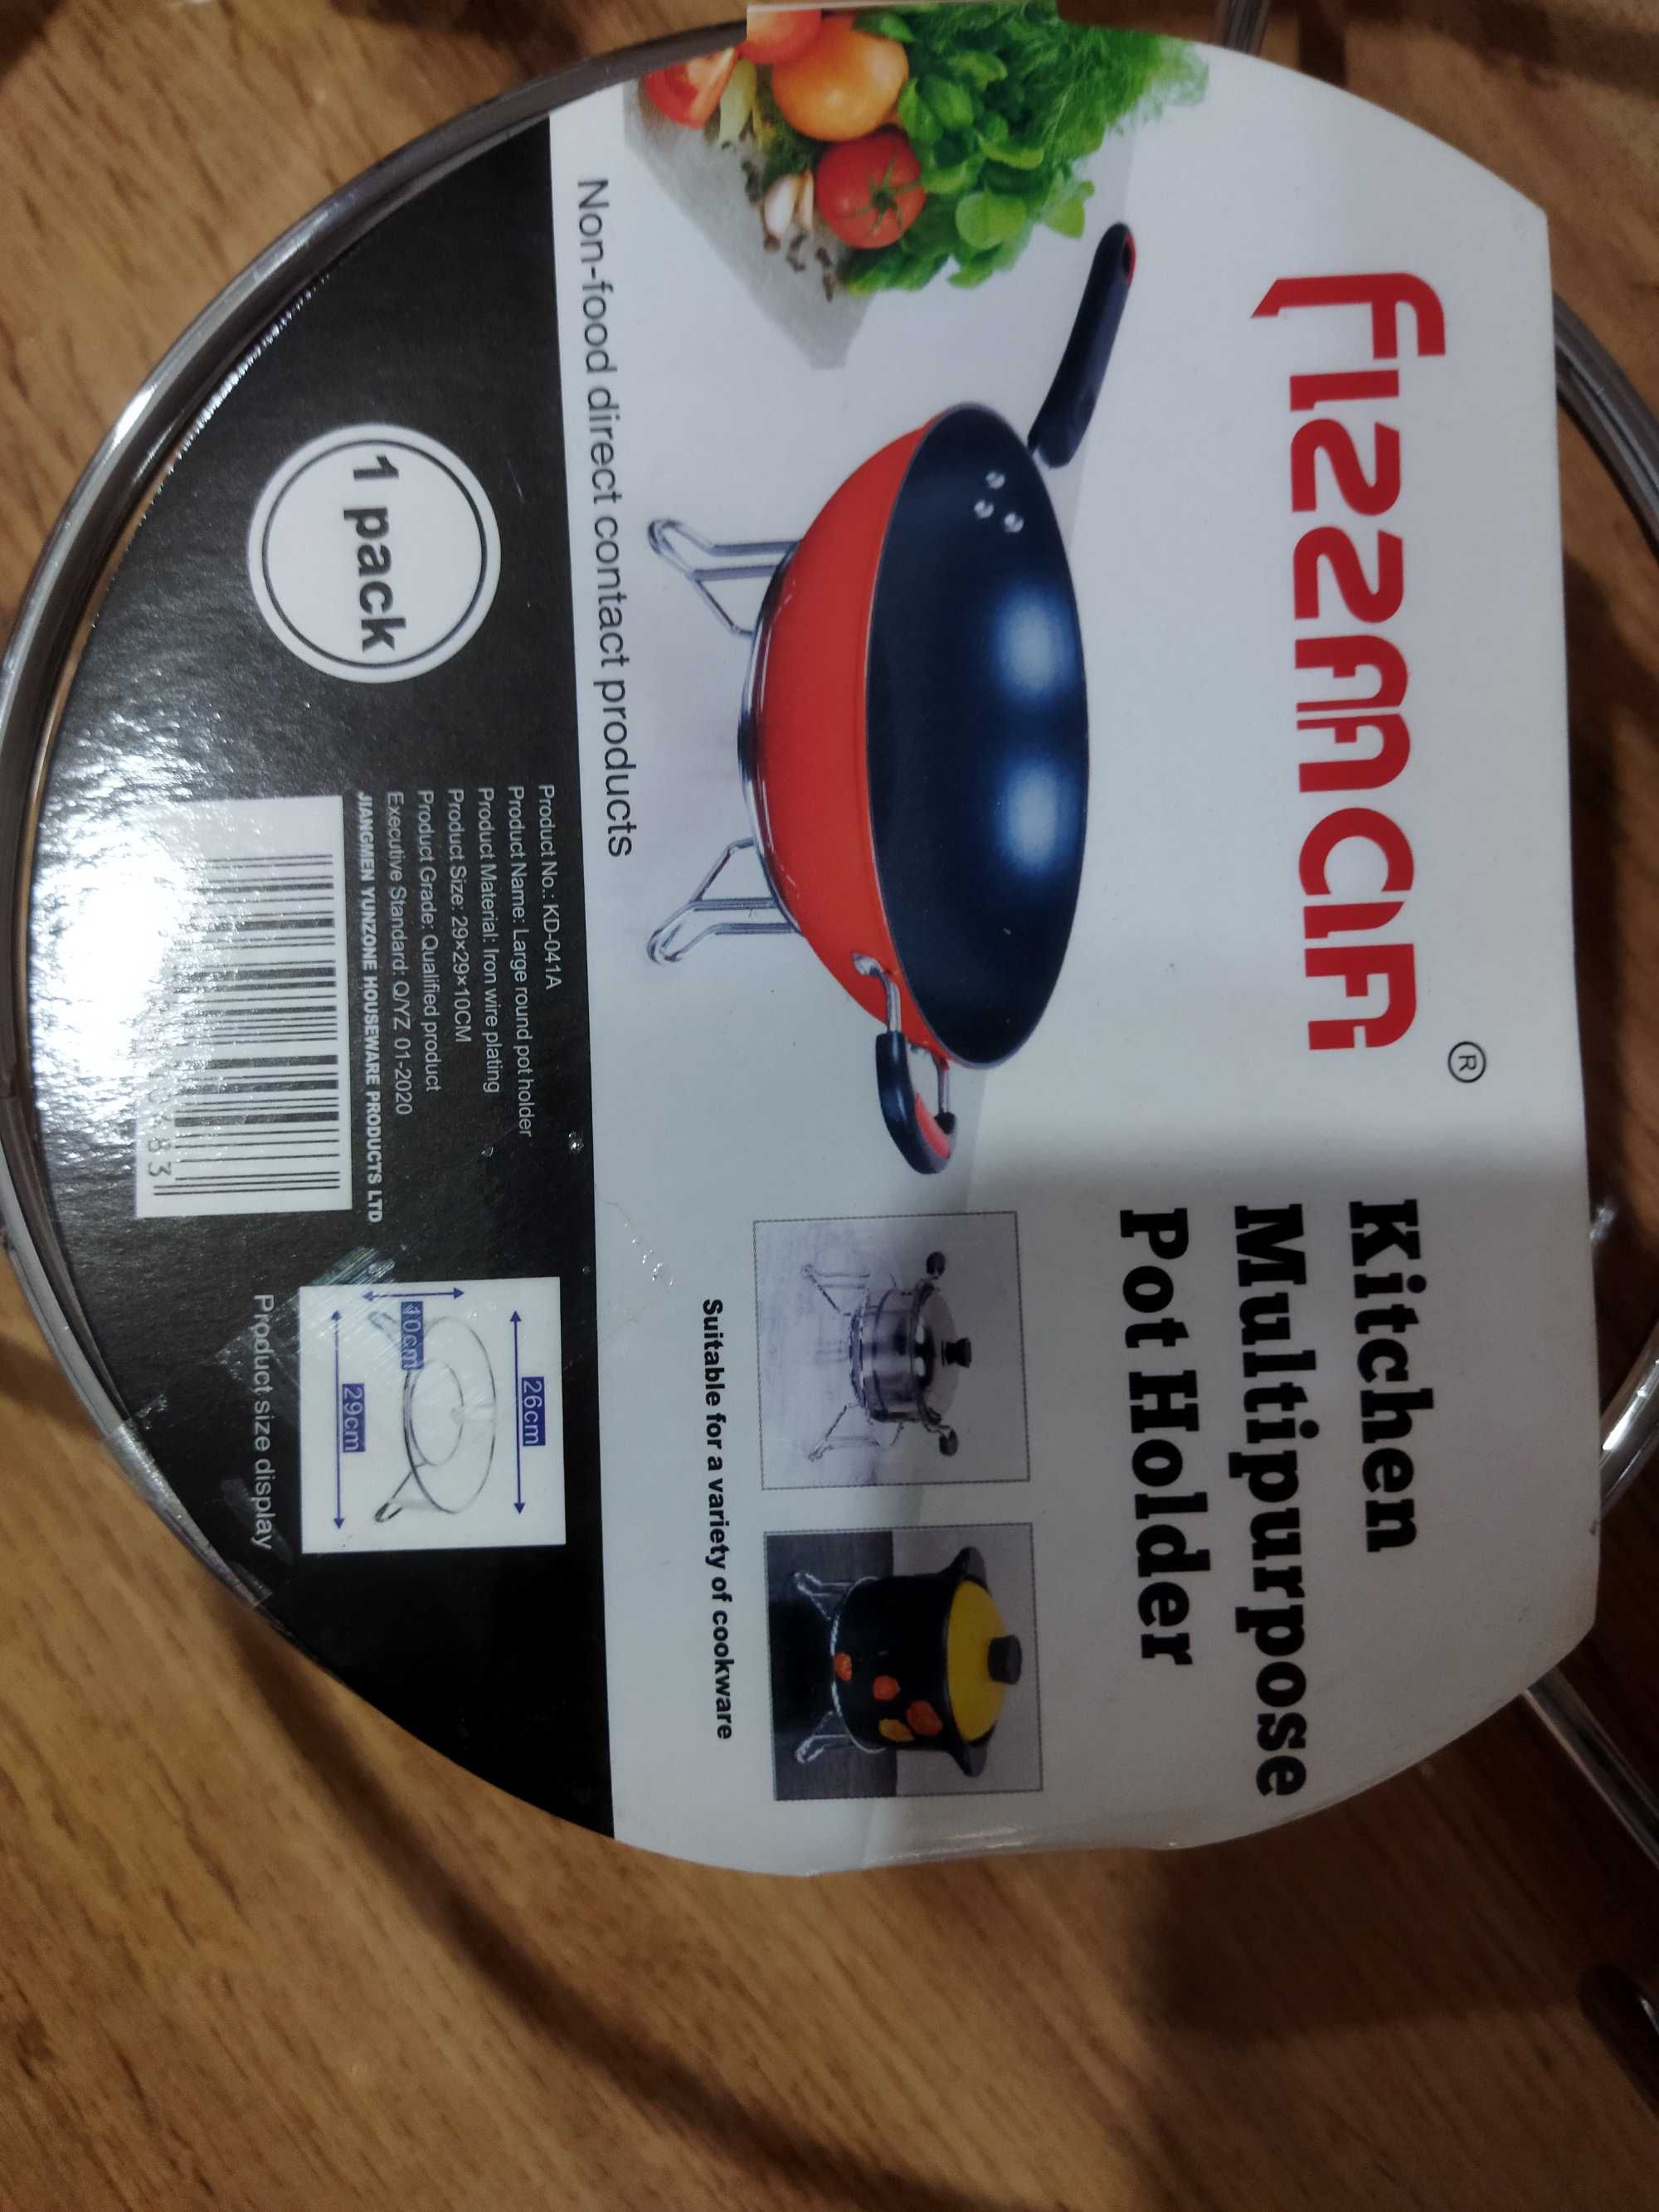 FIZZMCIA
®
Kitchen
Multipurpose
Pot Holder
Suitable for a variety of cookware
Non-food direct contact products
1 pack
Product No.: KD-041A
Product Name: Large round pot holder
Product Material: Iron wire plating
Product Size: 29×29×10CM
Product Grade: Qualified product
Executive Standard: Q/YZ 01-2020
JIANGMEN YUNZONE HOUSEWARE PRODUCTS LTD
26cm
10cm
29cm
Product size display